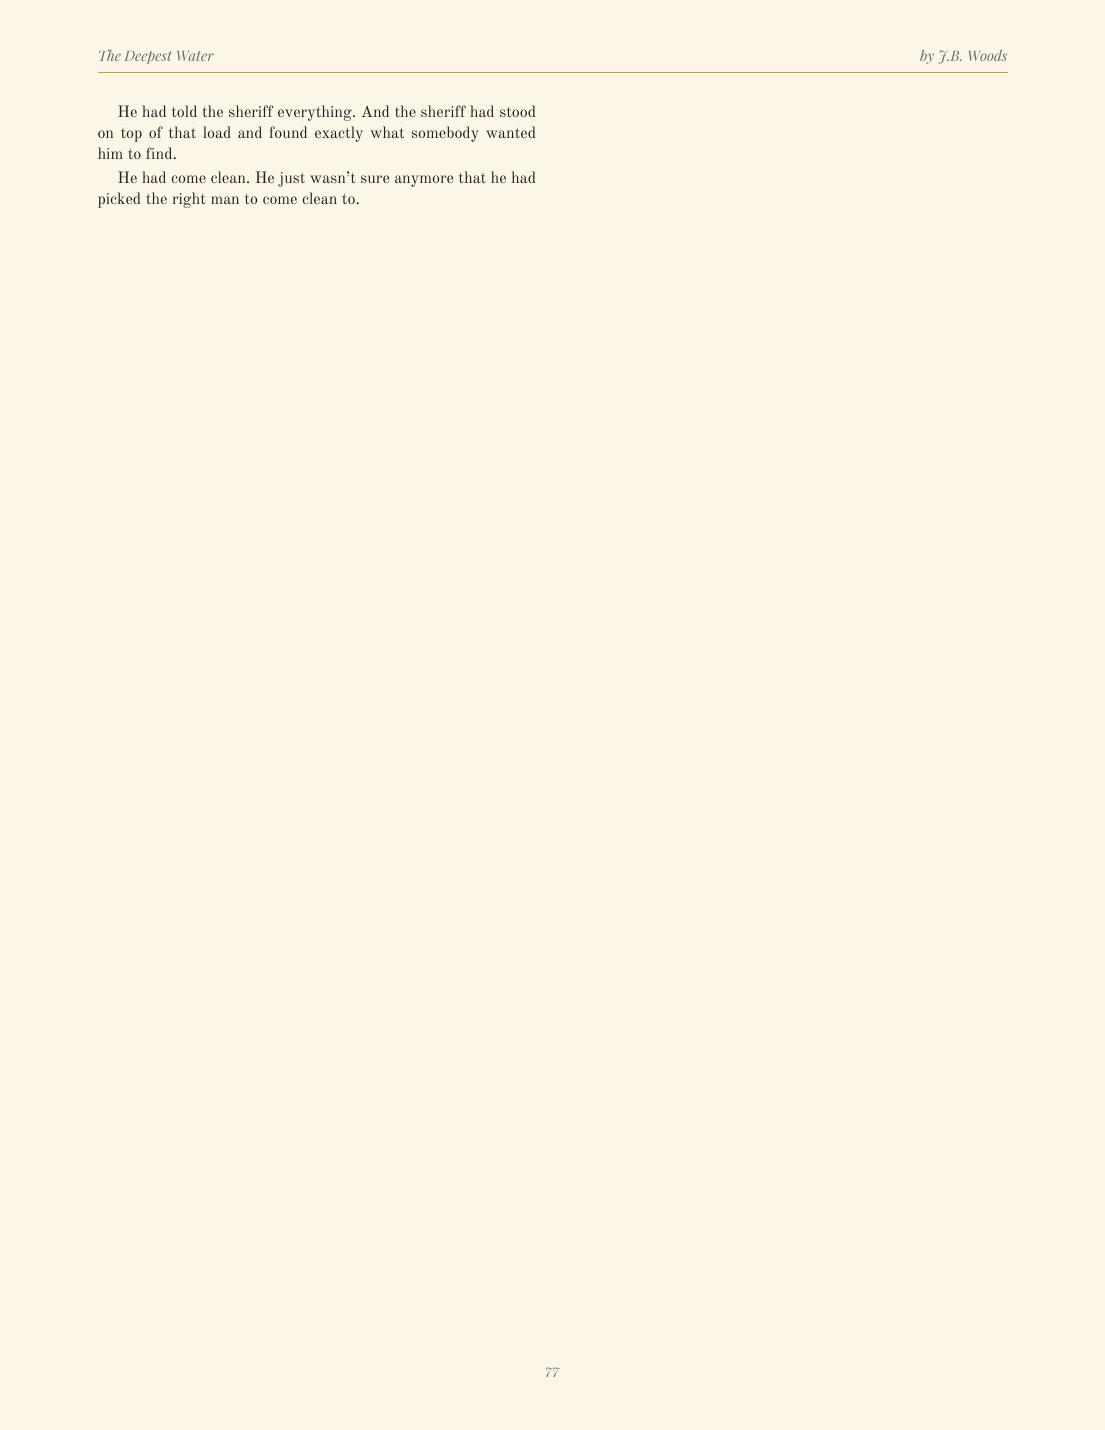 The Deepest Water
by J.B. Woods
He had told the sheriff everything. And the sheriff had stood
on top of that load and found exactly what somebody wanted
him to find.
He had come clean. He just wasn’t sure anymore that he had
picked the right man to come clean to.
77